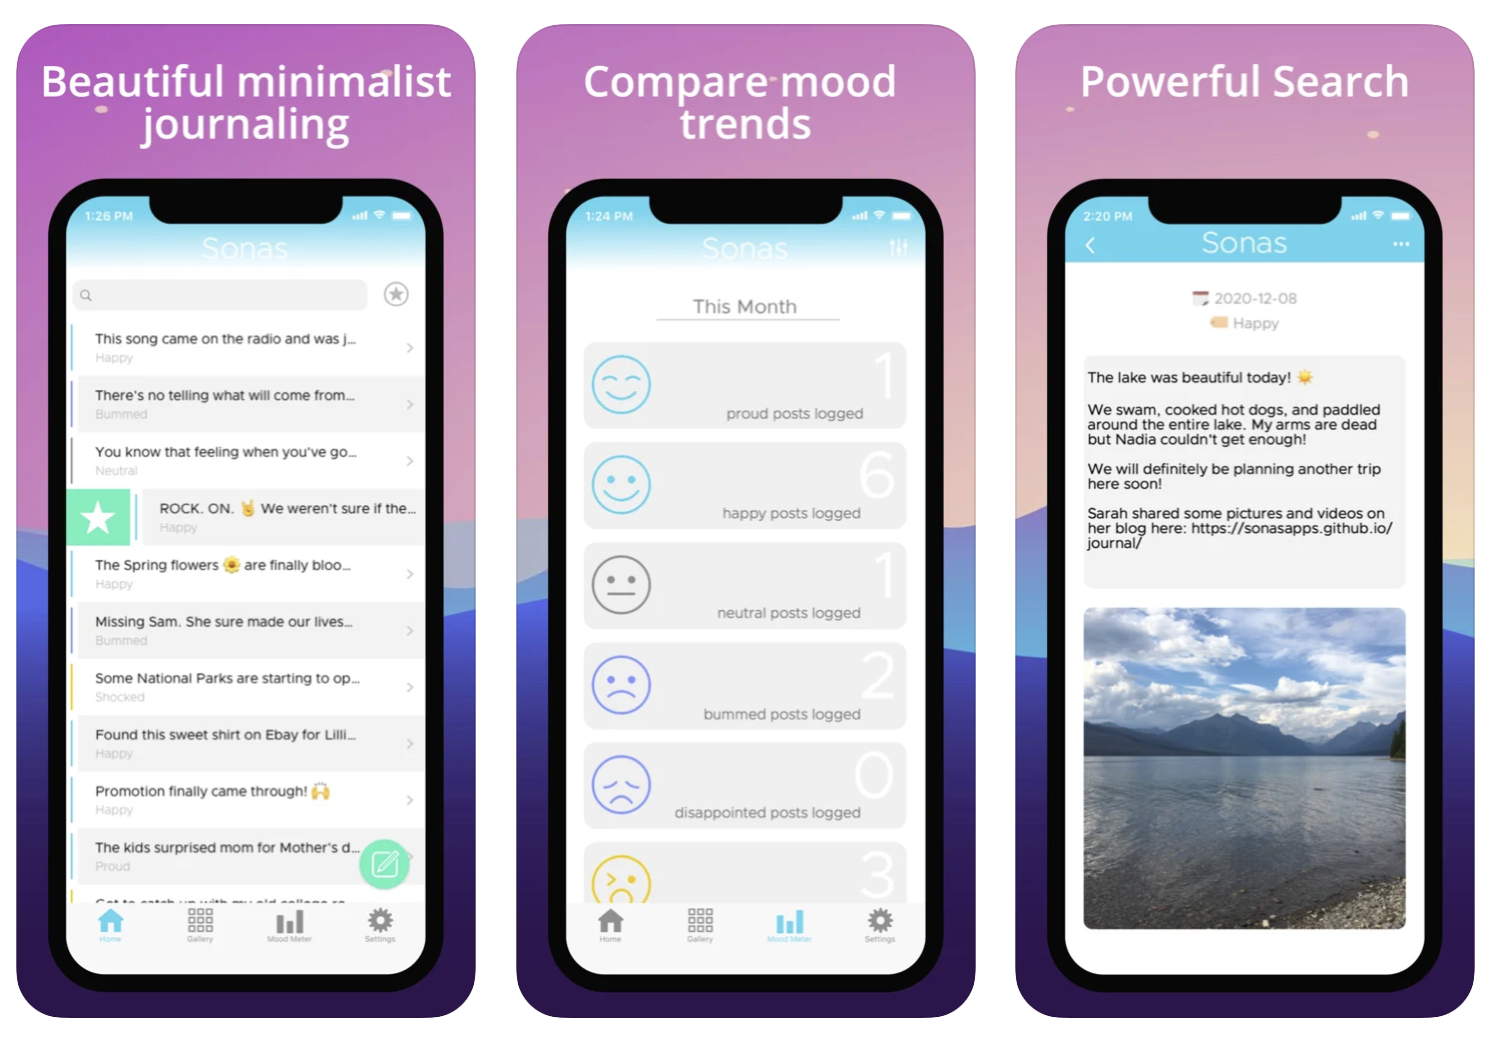 Beautiful minimalist
journaling
1:26 PM
Sonas
This song came on the radio and was j...
Happy
There's no telling what will come from...
Bummed
You know that feeling when you've go...
Neutral
ROCK. ON. 🤘 We weren't sure if the...
Happy
The Spring flowers 🌼 are finally bloo...
Happy
Missing Sam. She sure made our lives...
Bummed
Some National Parks are starting to op...
Shocked
Found this sweet shirt on Ebay for Lilli...
Happy
Promotion finally came through! 🙌
Happy
The kids surprised mom for Mother's d...
Proud
Home
Gallery
Mood Meter
Settings
Compare mood
trends
1:24 PM
Sonas
This Month
1
proud posts logged
6
happy posts logged
1
neutral posts logged
2
bummed posts logged
0
disappointed posts logged
3
Home
Gallery
Mood Meter
Settings
Powerful Search
2:20 PM
Sonas
2020-12-08
Happy
The lake was beautiful today! ☀️
We swam, cooked hot dogs, and paddled
around the entire lake. My arms are dead
but Nadia couldn't get enough!
We will definitely be planning another trip
here soon!
Sarah shared some pictures and videos on
her blog here: https://sonasapps.github.io/
journal/